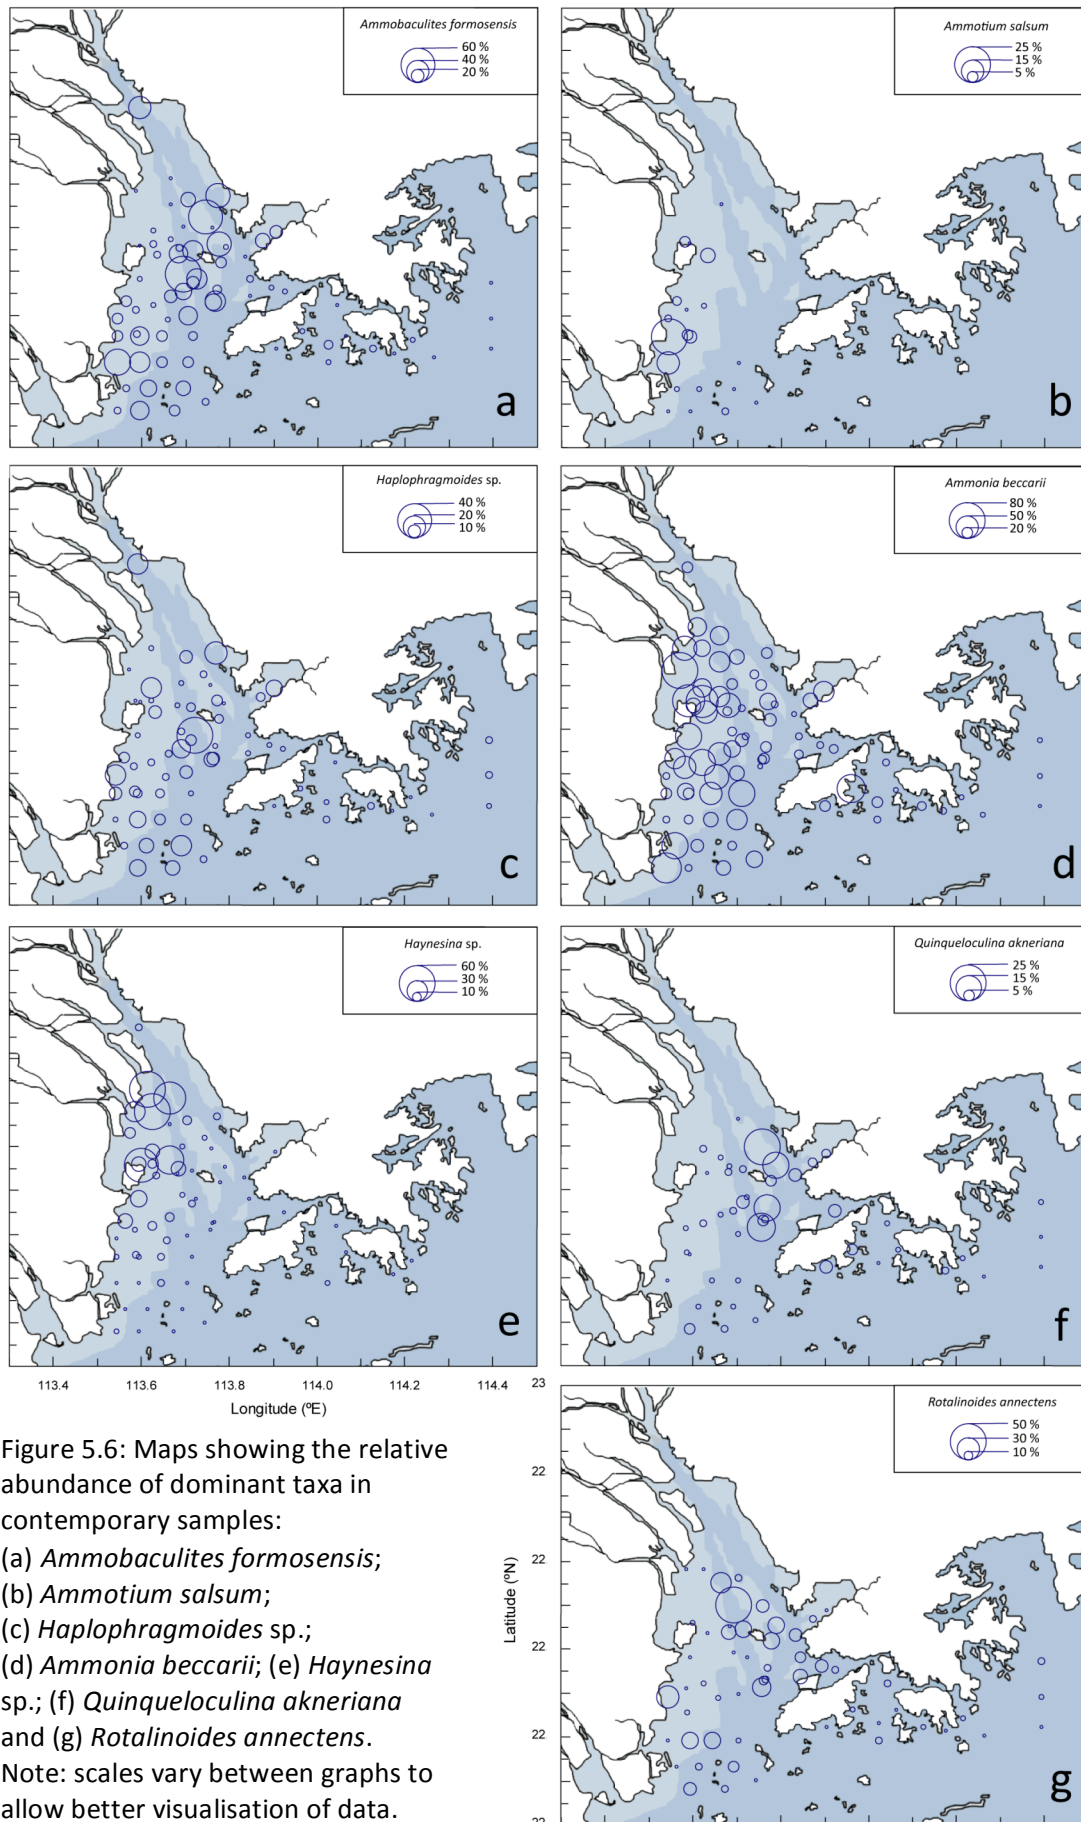 Ammobaculites formosensis
60 %
40 %
20 %
a
Ammotium salsum
25 %
15 %
5 %
b
Haplophragmoides sp.
40 %
20 %
10 %
c
Ammonia beccarii
80 %
50 %
20 %
d
Haynesina sp.
60 %
30 %
10 %
e
113.4 113.6 113.8 114.0 114.2 114.4
Longitude (ºE)
Quinqueloculina akneriana
25 %
15 %
5 %
f
Rotalinoides annectens
50 %
30 %
10 %
g
23
22
22
22
22
22
Latitude (ºN)
Figure 5.6: Maps showing the relative
abundance of dominant taxa in
contemporary samples:
(a) Ammobaculites formosensis;
(b) Ammotium salsum;
(c) Haplophragmoides sp.;
(d) Ammonia beccarii; (e) Haynesina
sp.; (f) Quinqueloculina akneriana
and (g) Rotalinoides annectens.
Note: scales vary between graphs to
allow better visualisation of data.